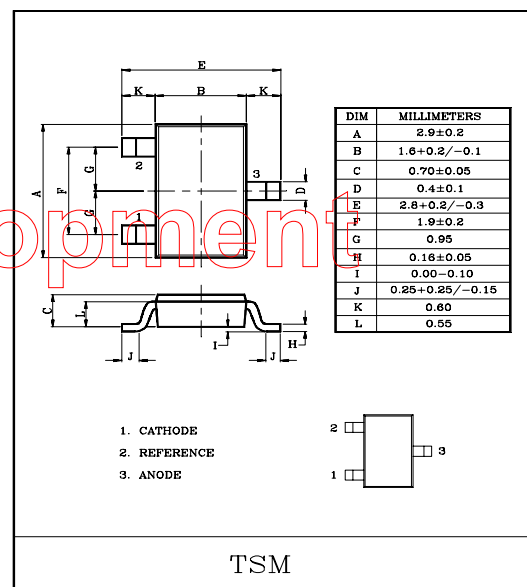 E
K B K
A F G G
2
3
D
1
DIM MILLIMETERS
A 2.9±0.2
B 1.6+0.2/−0.1
C 0.70±0.05
D 0.4±0.1
E 2.8+0.2/−0.3
F 1.9±0.2
G 0.95
H 0.16±0.05
I 0.00−0.10
J 0.25+0.25/−0.15
K 0.60
L 0.55
opment
C L
J I H J
1. CATHODE
2. REFERENCE
3. ANODE
2
3
1
TSM